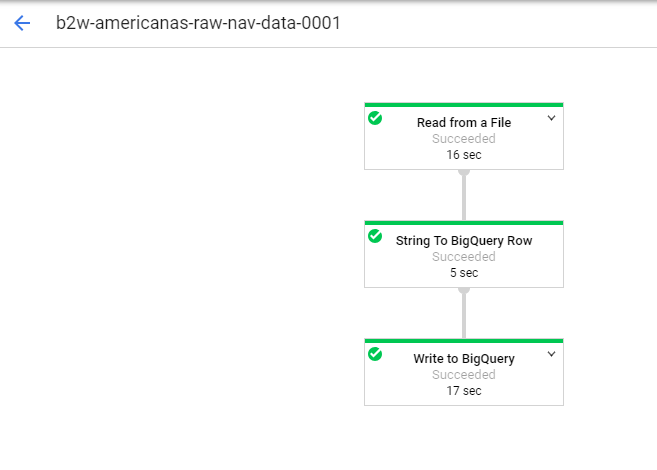 b2w-americanas-raw-nav-data-0001
Read from a File
Succeeded
16 sec
String To BigQuery Row
Succeeded
5 sec
Write to BigQuery
Succeeded
17 sec